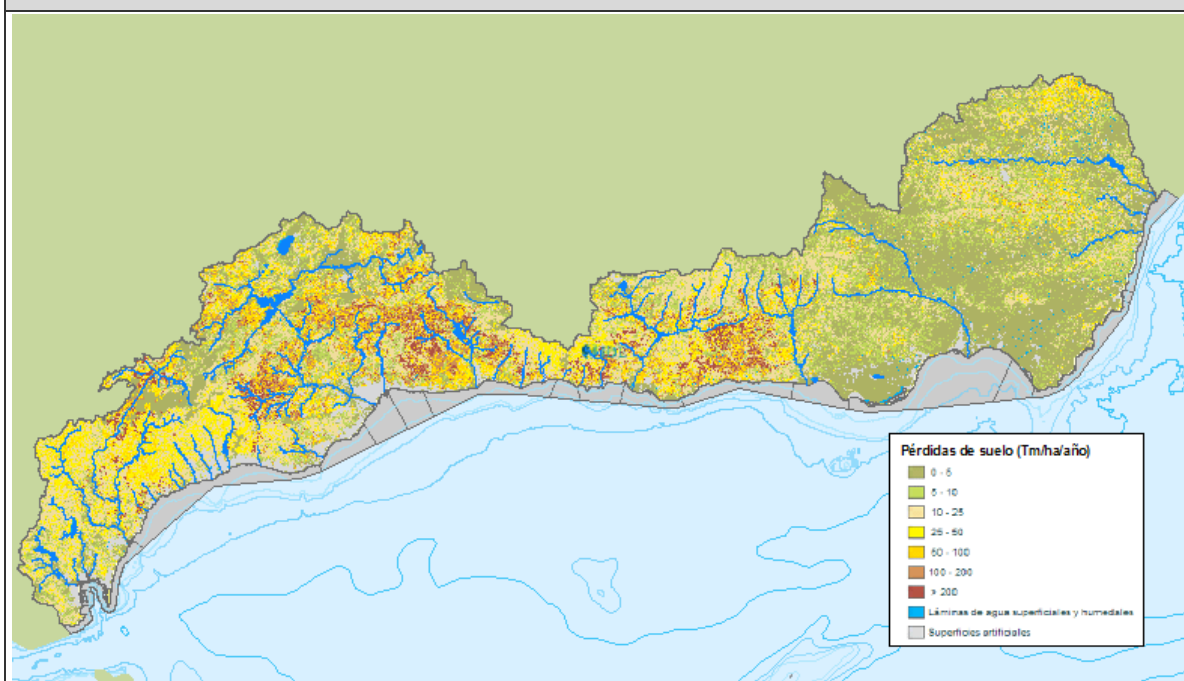 Pérdidas de suelo (Tm/ha/año)
0 - 5
5 - 10
10 - 25
25 - 50
50 - 100
100 - 200
> 200
Láminas de agua superficiales y humedales
Superficies artificiales